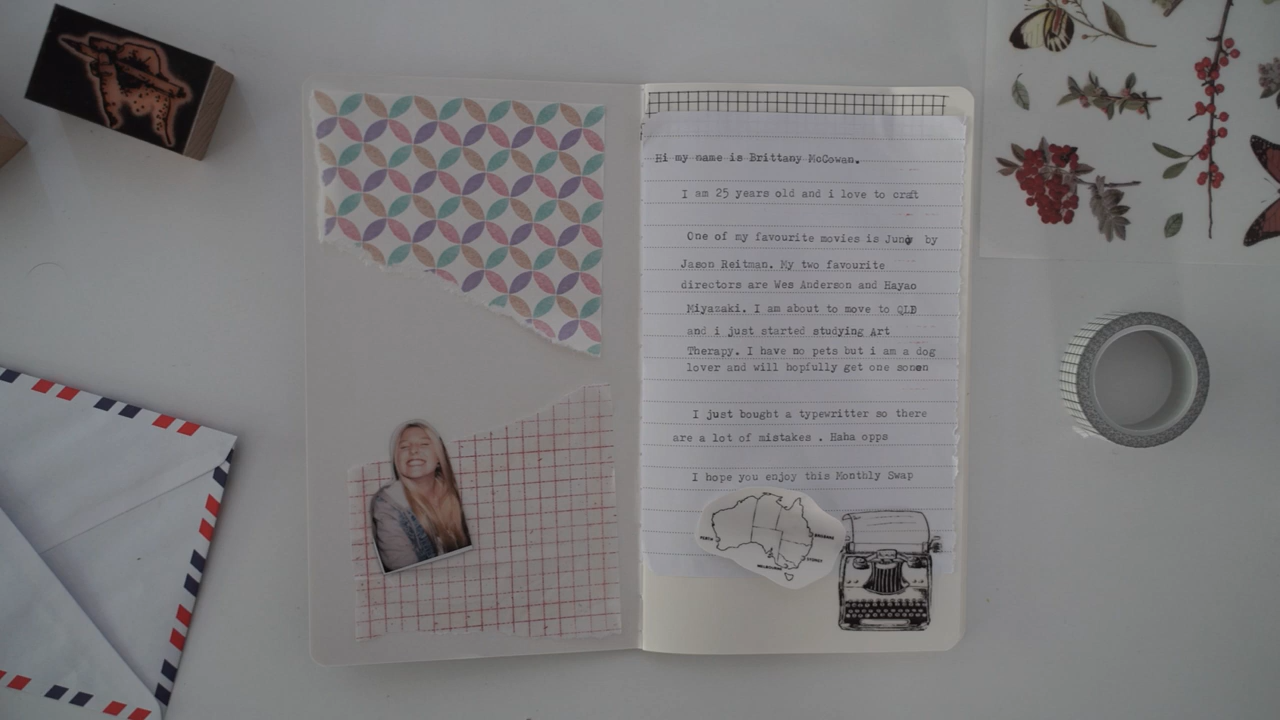 Hi my name is Brittany McCowan.
I am 25 years old and i love to craft
One of my favourite movies is Juno by
Jason Reitman. My two favourite
directors are Wes Anderson and Hayao
Miyazaki. I am about to move to QLD
and i just started studying Art
Therapy. I have no pets but i am a dog
lover and will hopfully get one sonen
I just bought a typewritter so there
are a lot of mistakes . Haha opps
I hope you enjoy this Monthly Swap
PERTH
BRISBANE
SYDNEY
MELBOURNE